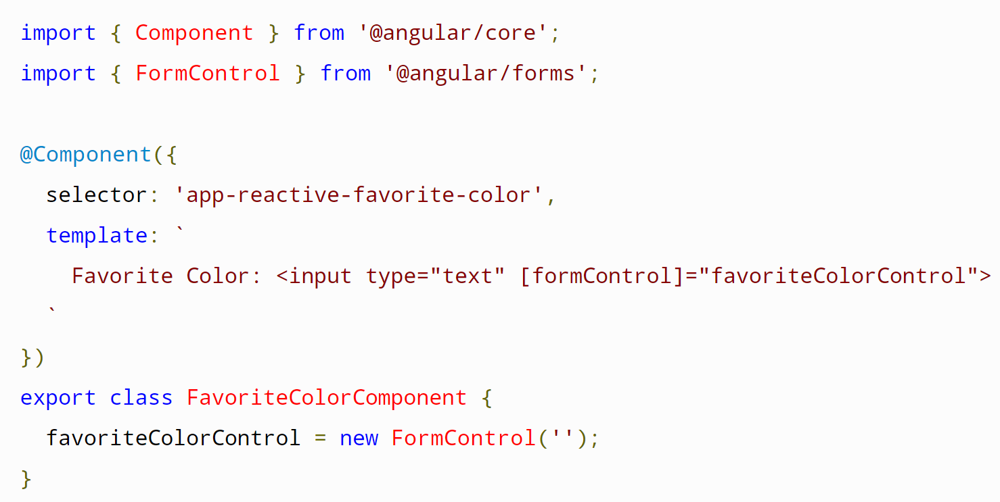 import { Component } from '@angular/core';
import { FormControl } from '@angular/forms';

@Component({
  selector: 'app-reactive-favorite-color',
  template: `
    Favorite Color: <input type="text" [formControl]="favoriteColorControl">
  `
})
export class FavoriteColorComponent {
  favoriteColorControl = new FormControl('');
}